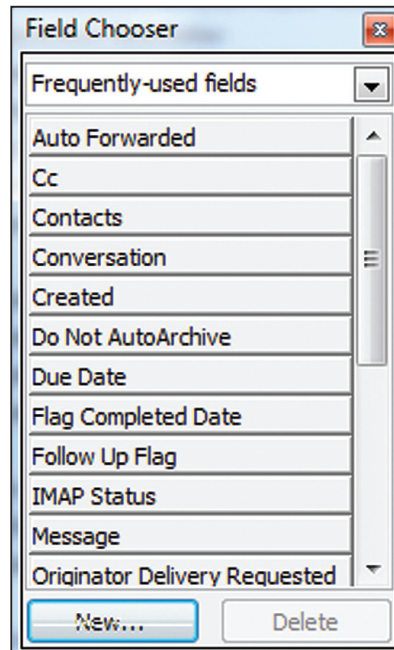 Field Chooser
Frequently-used fields
Auto Forwarded
Cc
Contacts
Conversation
Created
Do Not AutoArchive
Due Date
Flag Completed Date
Follow Up Flag
IMAP Status
Message
Originator Delivery Requested
New...
Delete